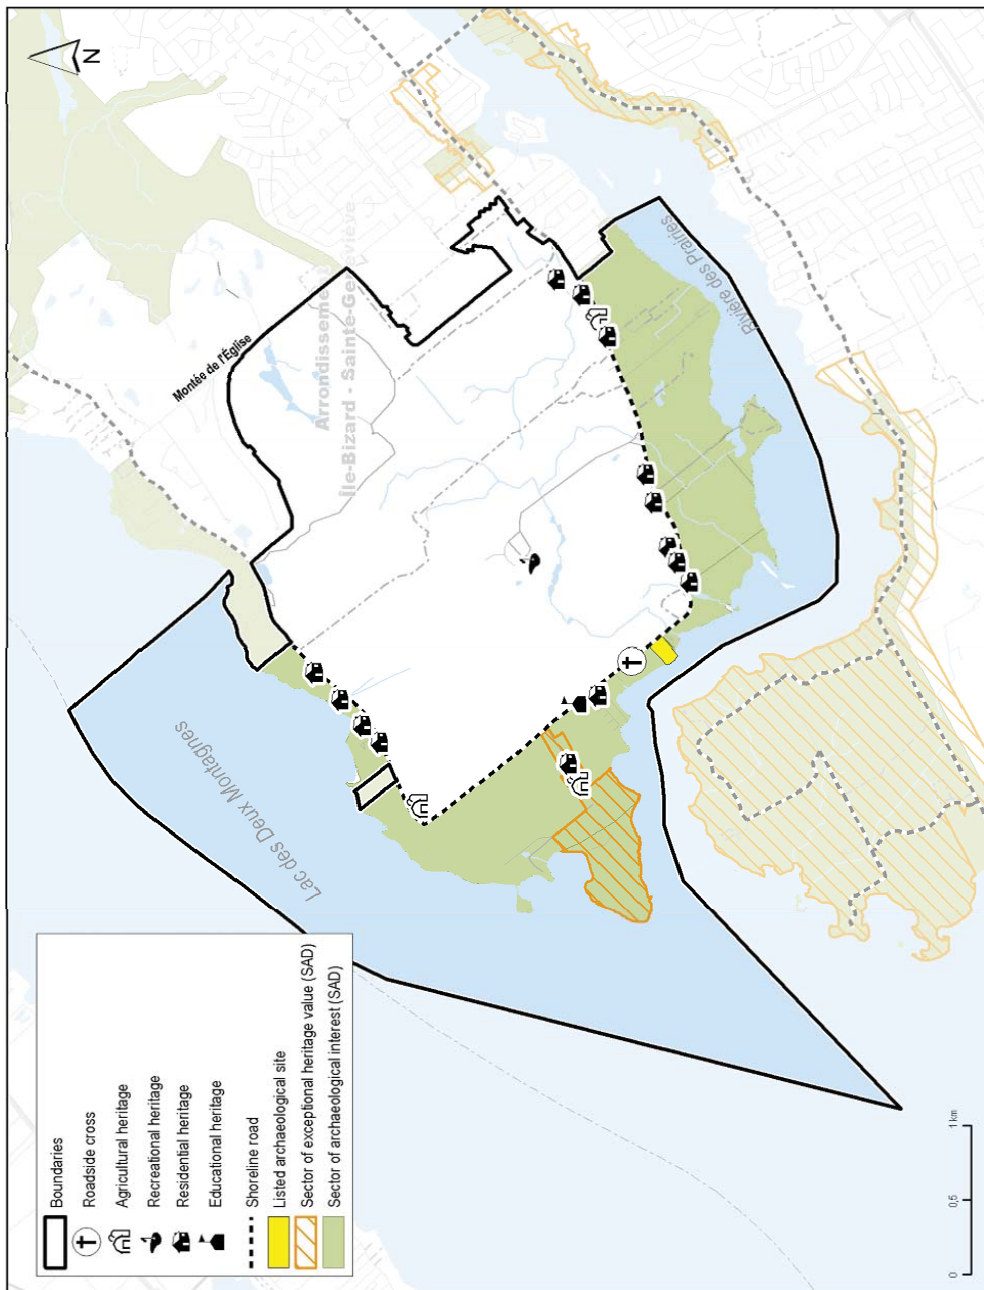 N
Montée de l'Église
Arrondissement
Île-Bizard - Sainte-Geneviève
Rivière des Prairies
Lac des Deux Montagnes
Boundaries
Roadside cross
Agricultural heritage
Recreational heritage
Residential heritage
Educational heritage
Shoreline road
Listed archaeological site
Sector of exceptional heritage value (SAD)
Sector of archaeological interest (SAD)
0 0,5 1 km